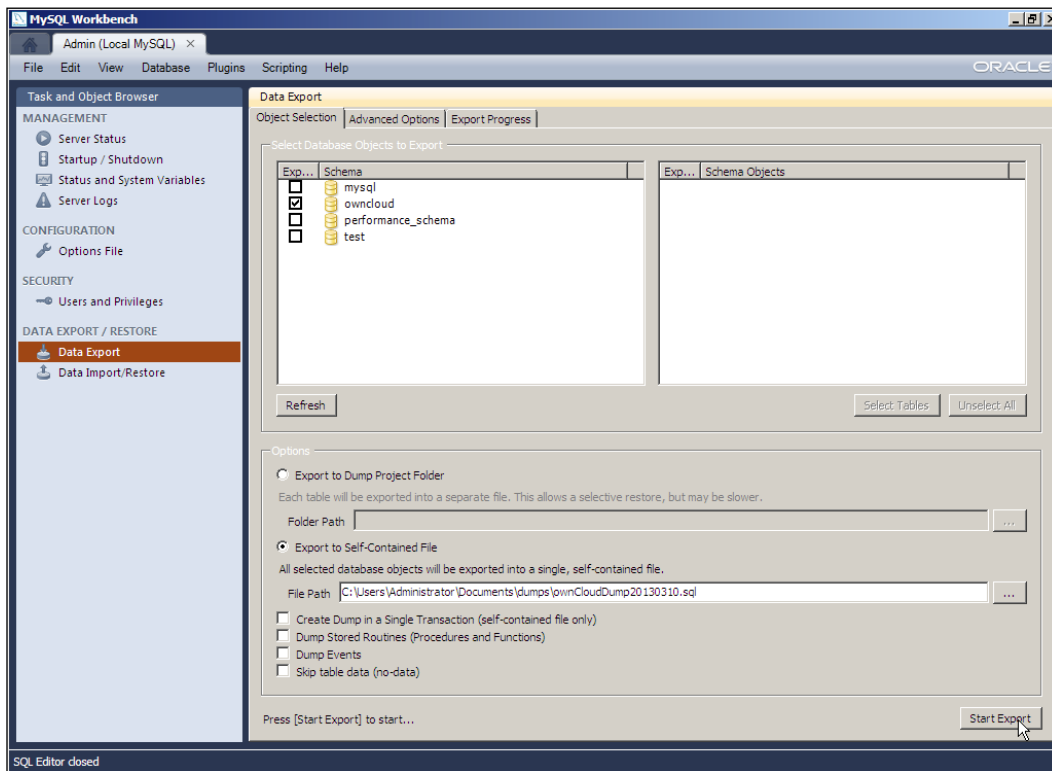 MySQL Workbench
Admin (Local MySQL)
File Edit View Database Plugins Scripting Help
ORACLE
Task and Object Browser
MANAGEMENT
Server Status
Startup / Shutdown
Status and System Variables
Server Logs
CONFIGURATION
Options File
SECURITY
Users and Privileges
DATA EXPORT / RESTORE
Data Export
Data Import/Restore
Data Export
Object Selection Advanced Options Export Progress
Select Database Objects to Export
Exp... Schema
mysql
owncloud
performance_schema
test
Exp... Schema Objects
Refresh
Select Tables Unselect All
Options
Export to Dump Project Folder
Each table will be exported into a separate file. This allows a selective restore, but may be slower.
Folder Path ...
Export to Self-Contained File
All selected database objects will be exported into a single, self-contained file.
File Path C:\Users\Administrator\Documents\dumps\ownCloudDump20130310.sql ...
Create Dump in a Single Transaction (self-contained file only)
Dump Stored Routines (Procedures and Functions)
Dump Events
Skip table data (no-data)
Press [Start Export] to start...
Start Export
SQL Editor closed